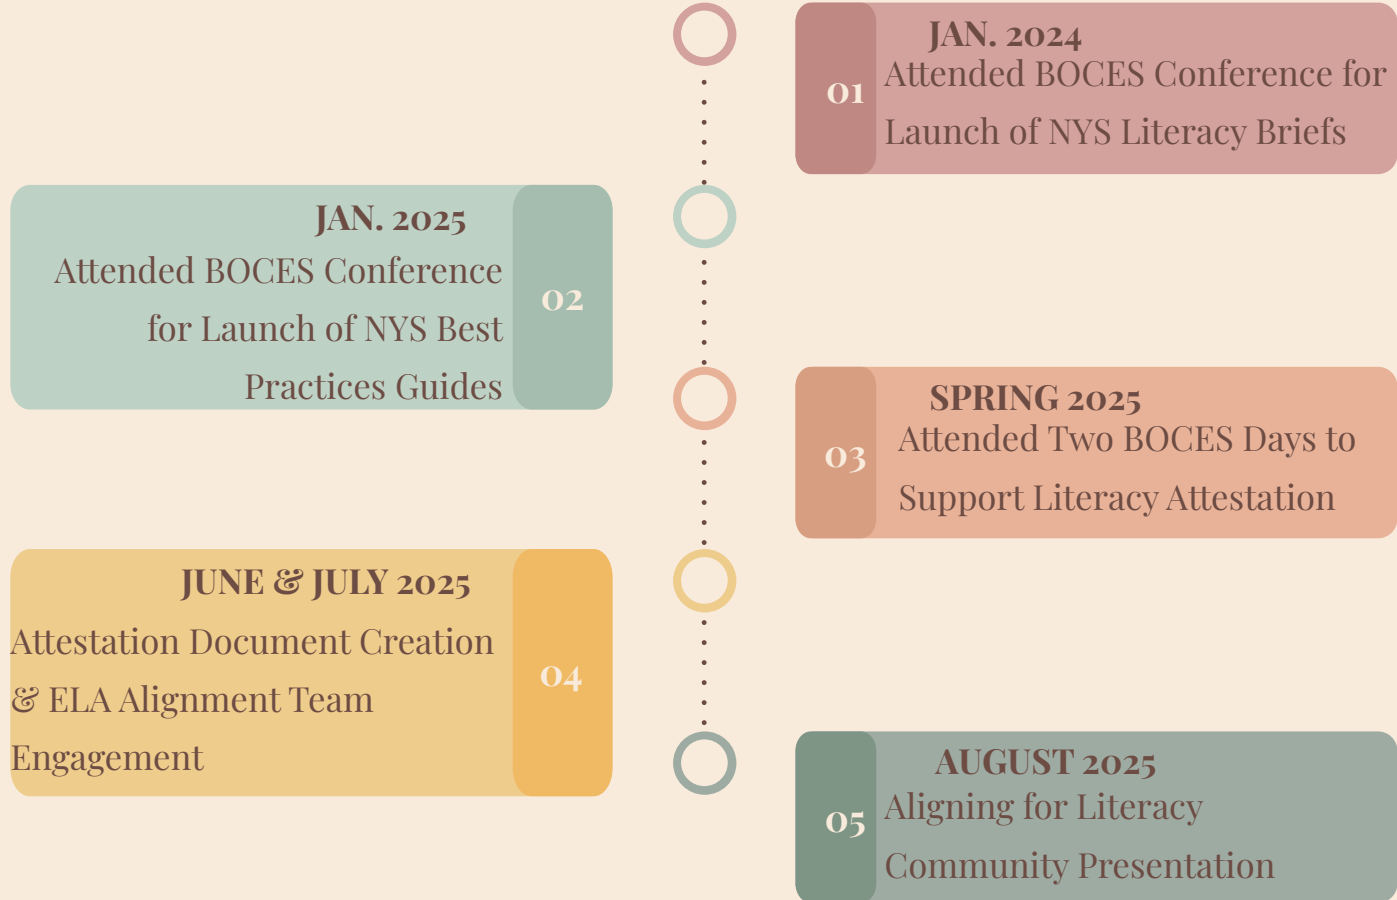 JAN. 2024
01
Attended BOCES Conference for
Launch of NYS Literacy Briefs
JAN. 2025
Attended BOCES Conference
for Launch of NYS Best
Practices Guides
02
SPRING 2025
03
Attended Two BOCES Days to
Support Literacy Attestation
JUNE & JULY 2025
Attestation Document Creation
& ELA Alignment Team
Engagement
04
AUGUST 2025
05
Aligning for Literacy
Community Presentation